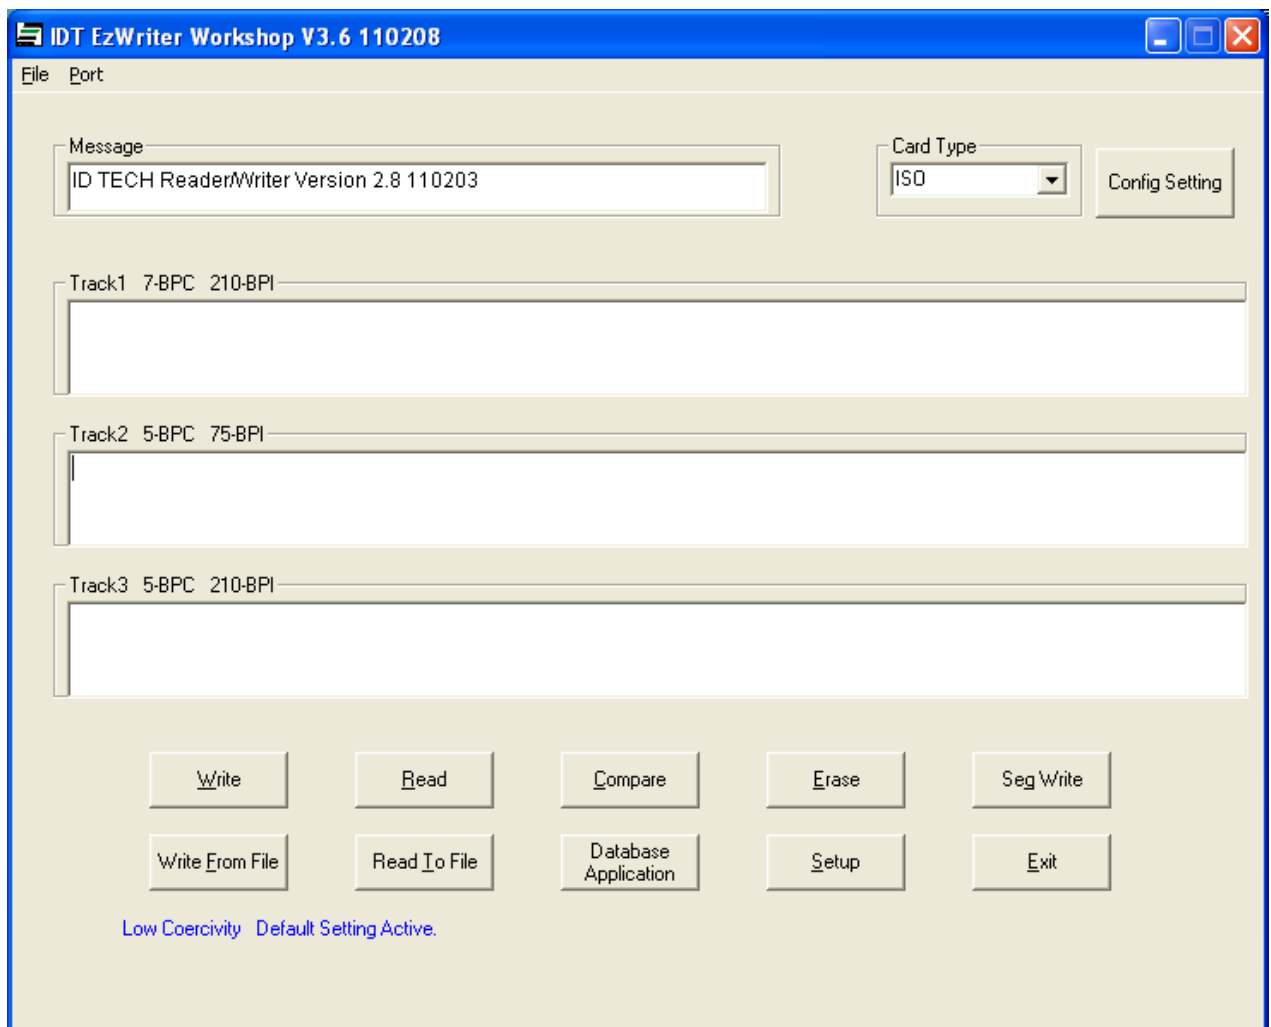 IDT EzWriter Workshop V3.6 110208
File Port
Message
ID TECH Reader/Writer Version 2.8 110203
Card Type
ISO
Config Setting
Track1 7-BPC 210-BPI
Track2 5-BPC 75-BPI
Track3 5-BPC 210-BPI
Write Read Compare Erase Seg Write
Write From File Read To File Database Application Setup Exit
Low Coercivity Default Setting Active.